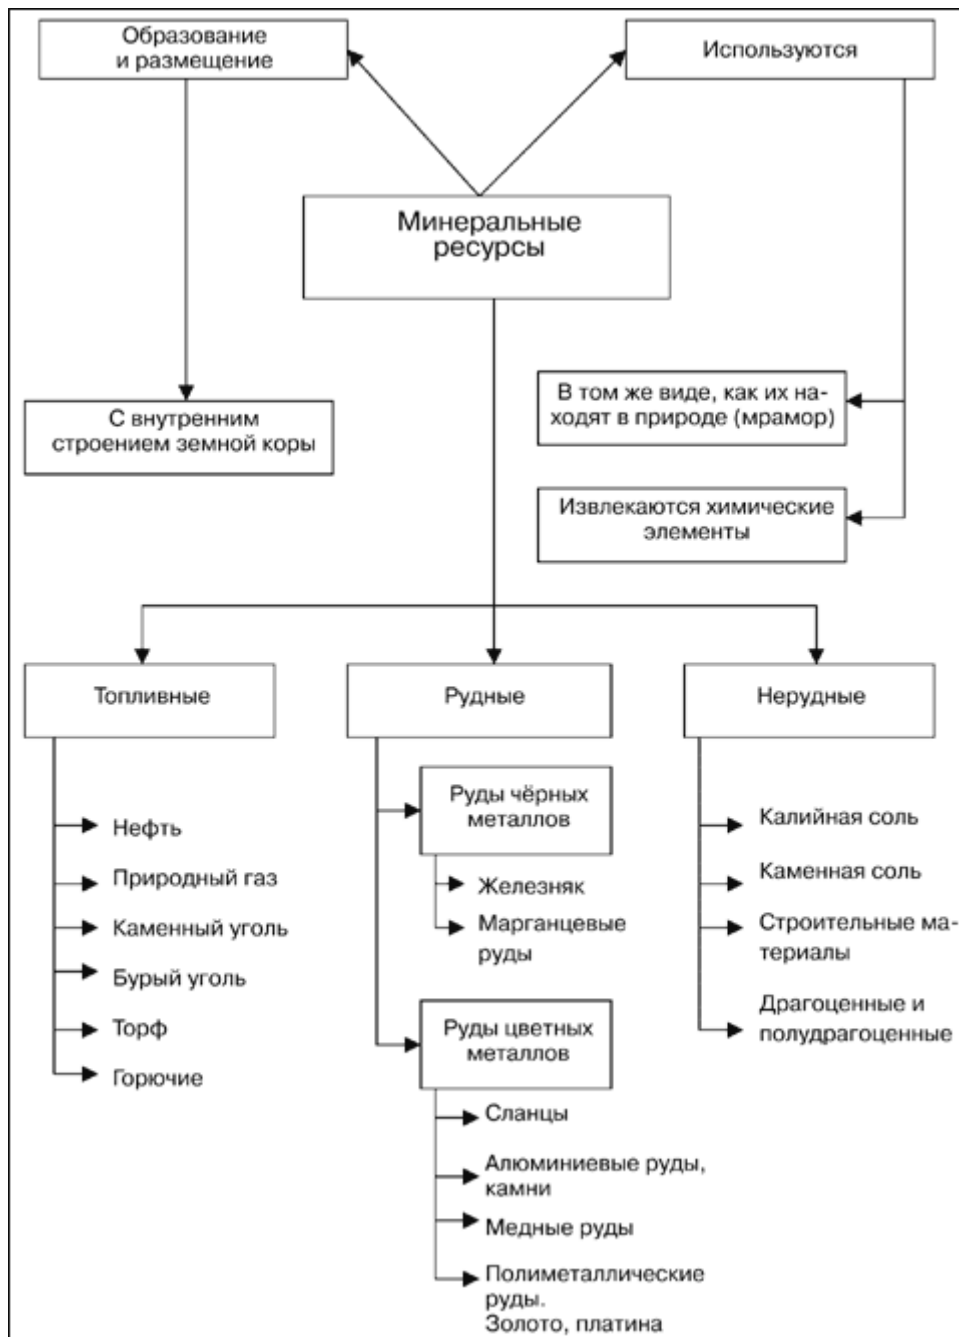 Образование
и размещение
Используются
Минеральные
ресурсы
В том же виде, как их на-
ходят в природе (мрамор)
С внутренним
строением земной коры
Извлекаются химические
элементы
Топливные
Рудные
Нерудные
Нефть
Природный газ
Каменный уголь
Бурый уголь
Торф
Горючие
Руды чёрных
металлов
Железняк
Марганцевые
руды
Руды цветных
металлов
Сланцы
Алюминиевые руды,
камни
Медные руды
Полиметаллические
руды.
Золото, платина
Калийная соль
Каменная соль
Строительные ма-
териалы
Драгоценные и
полудрагоценные